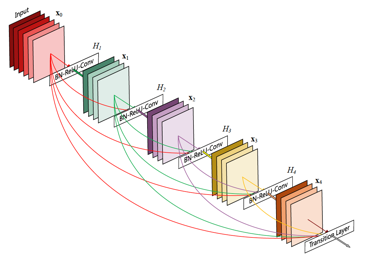 Input
x₀
H₁
BN-ReLU-Conv
x₁
H₂
BN-ReLU-Conv
x₂
H₃
BN-ReLU-Conv
x₃
H₄
BN-ReLU-Conv
x₄
Transition Layer